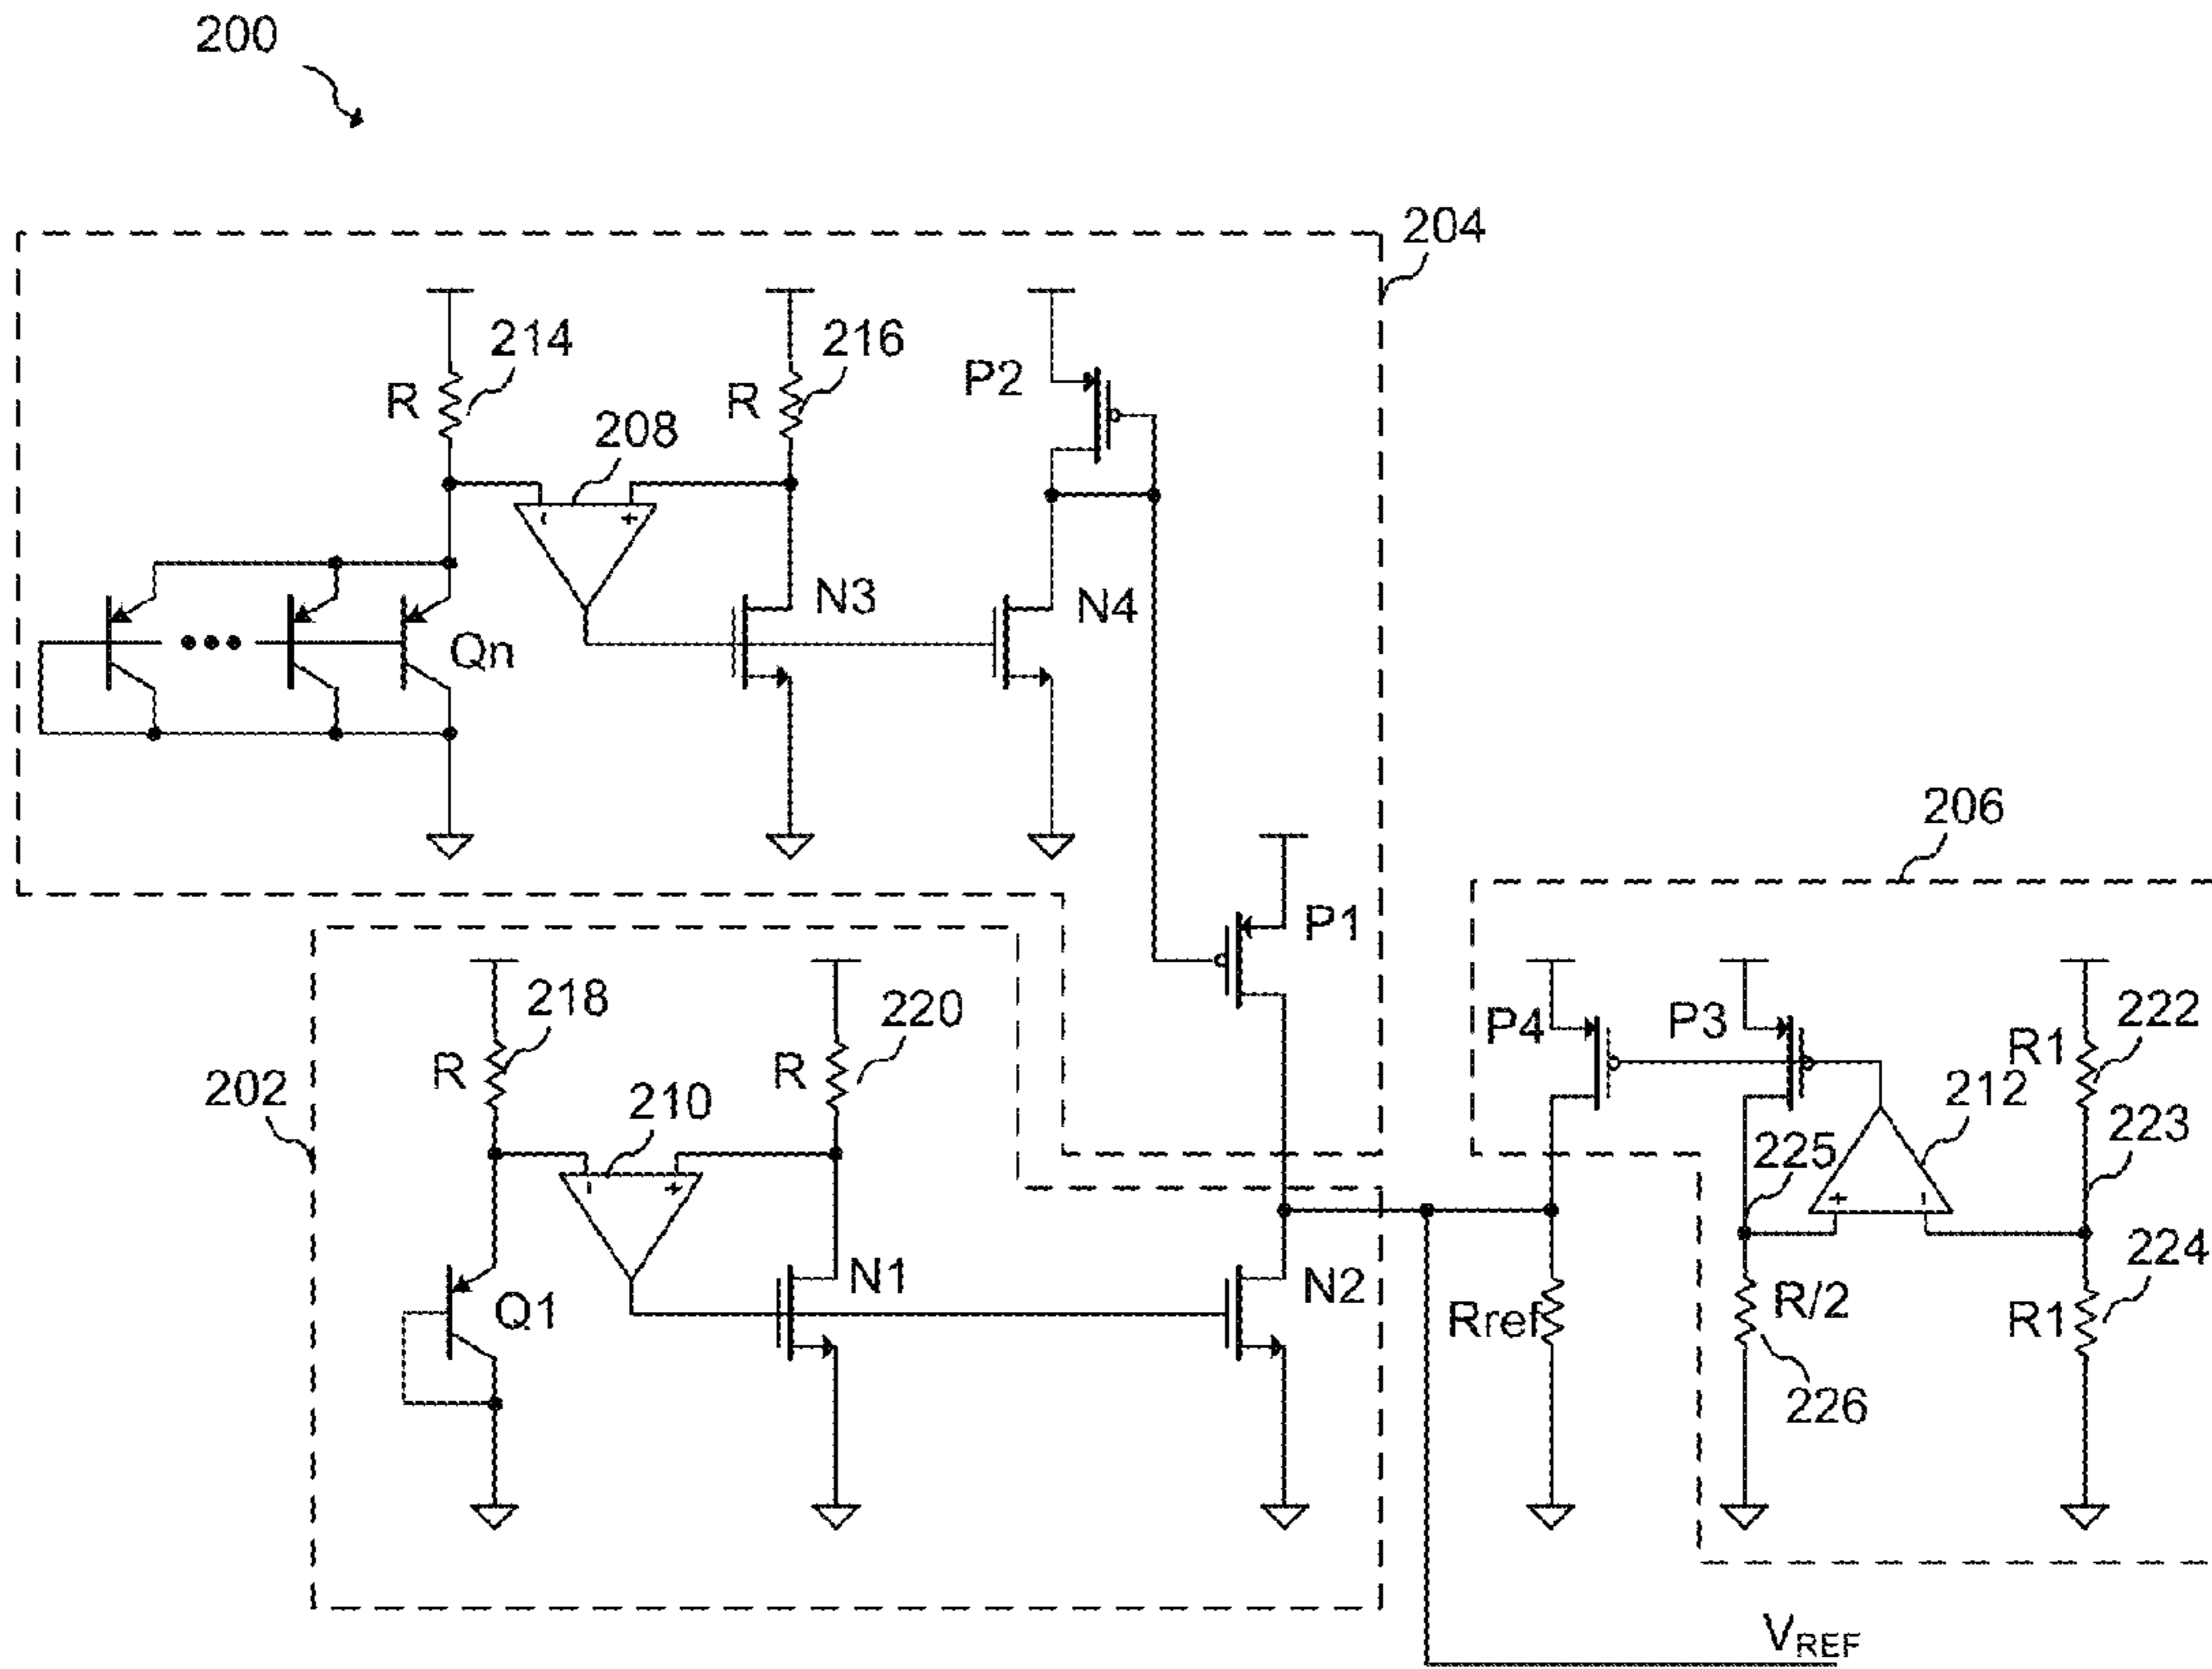 200
204
214
216
P2
R
R
208
N3
N4
Qn
206
P1
218
220
P4
P3
222
R1
R
R
202
210
212
223
225
224
N1
N2
Q1
Rref
R/2
R1
226
VREF
- +
- +
+ -